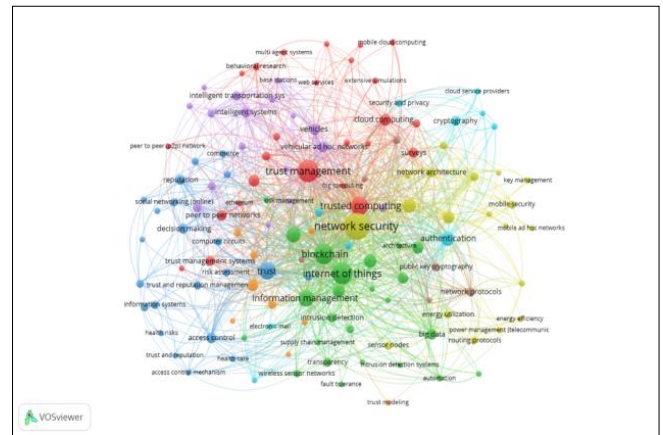 mobile cloud computing
multi agent systems
behavioral research
base stations
web services
extensive simulations
intelligent transportation sys
cloud service providers
security and privacy
intelligent systems
cloud computing
cryptography
vehicles
peer to peer (p2p) network
vehicular ad hoc networks
commerce
surveys
trust management
network architecture
reputation
fog computing
key management
risk management
social networking (online)
ethereum
trusted computing
mobile security
peer to peer networks
decision making
network security
mobile ad hoc networks
computer circuits
authentication
architecture
blockchain
trust management systems
public key cryptography
risk assessment
trust
internet of things
trust and reputation managemen
network protocols
information management
information systems
energy utilization
energy efficiency
intrusion detection
electronic mail
power management (telecommunic
health risks
access control
big data
supply chain management
sensor nodes
routing protocols
trust and reputation
health care
transparency
intrusion detection systems
access control mechanism
wireless sensor networks
automation
fault tolerance
trust modeling
VOSviewer